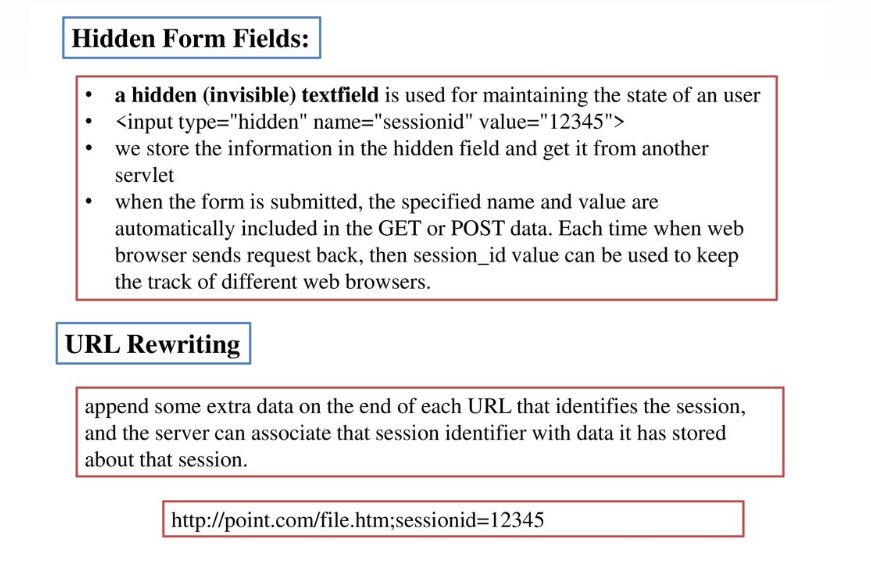 Hidden Form Fields:
• a hidden (invisible) textfield is used for maintaining the state of an user
• <input type="hidden" name="sessionid" value="12345">
• we store the information in the hidden field and get it from another
servlet
• when the form is submitted, the specified name and value are
automatically included in the GET or POST data. Each time when web
browser sends request back, then session_id value can be used to keep
the track of different web browsers.
URL Rewriting
append some extra data on the end of each URL that identifies the session,
and the server can associate that session identifier with data it has stored
about that session.
http://point.com/file.htm;sessionid=12345